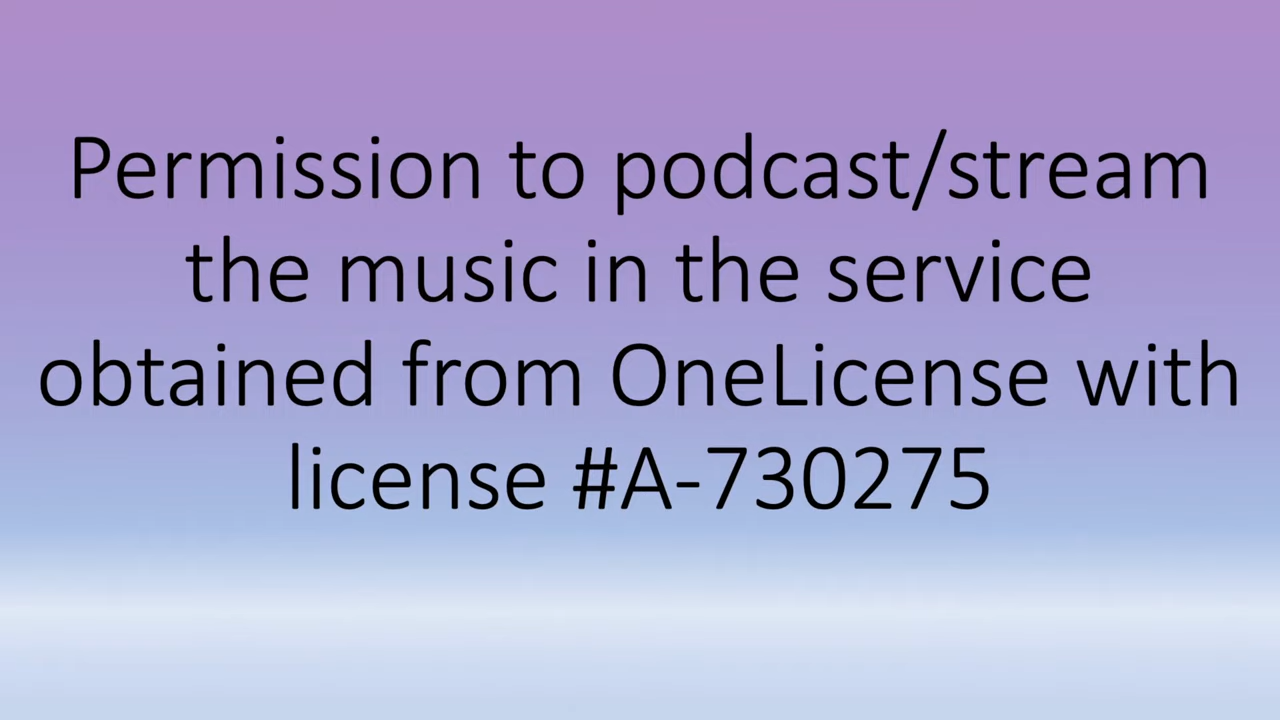 Permission to podcast/stream
the music in the service
obtained from OneLicense with
license #A-730275